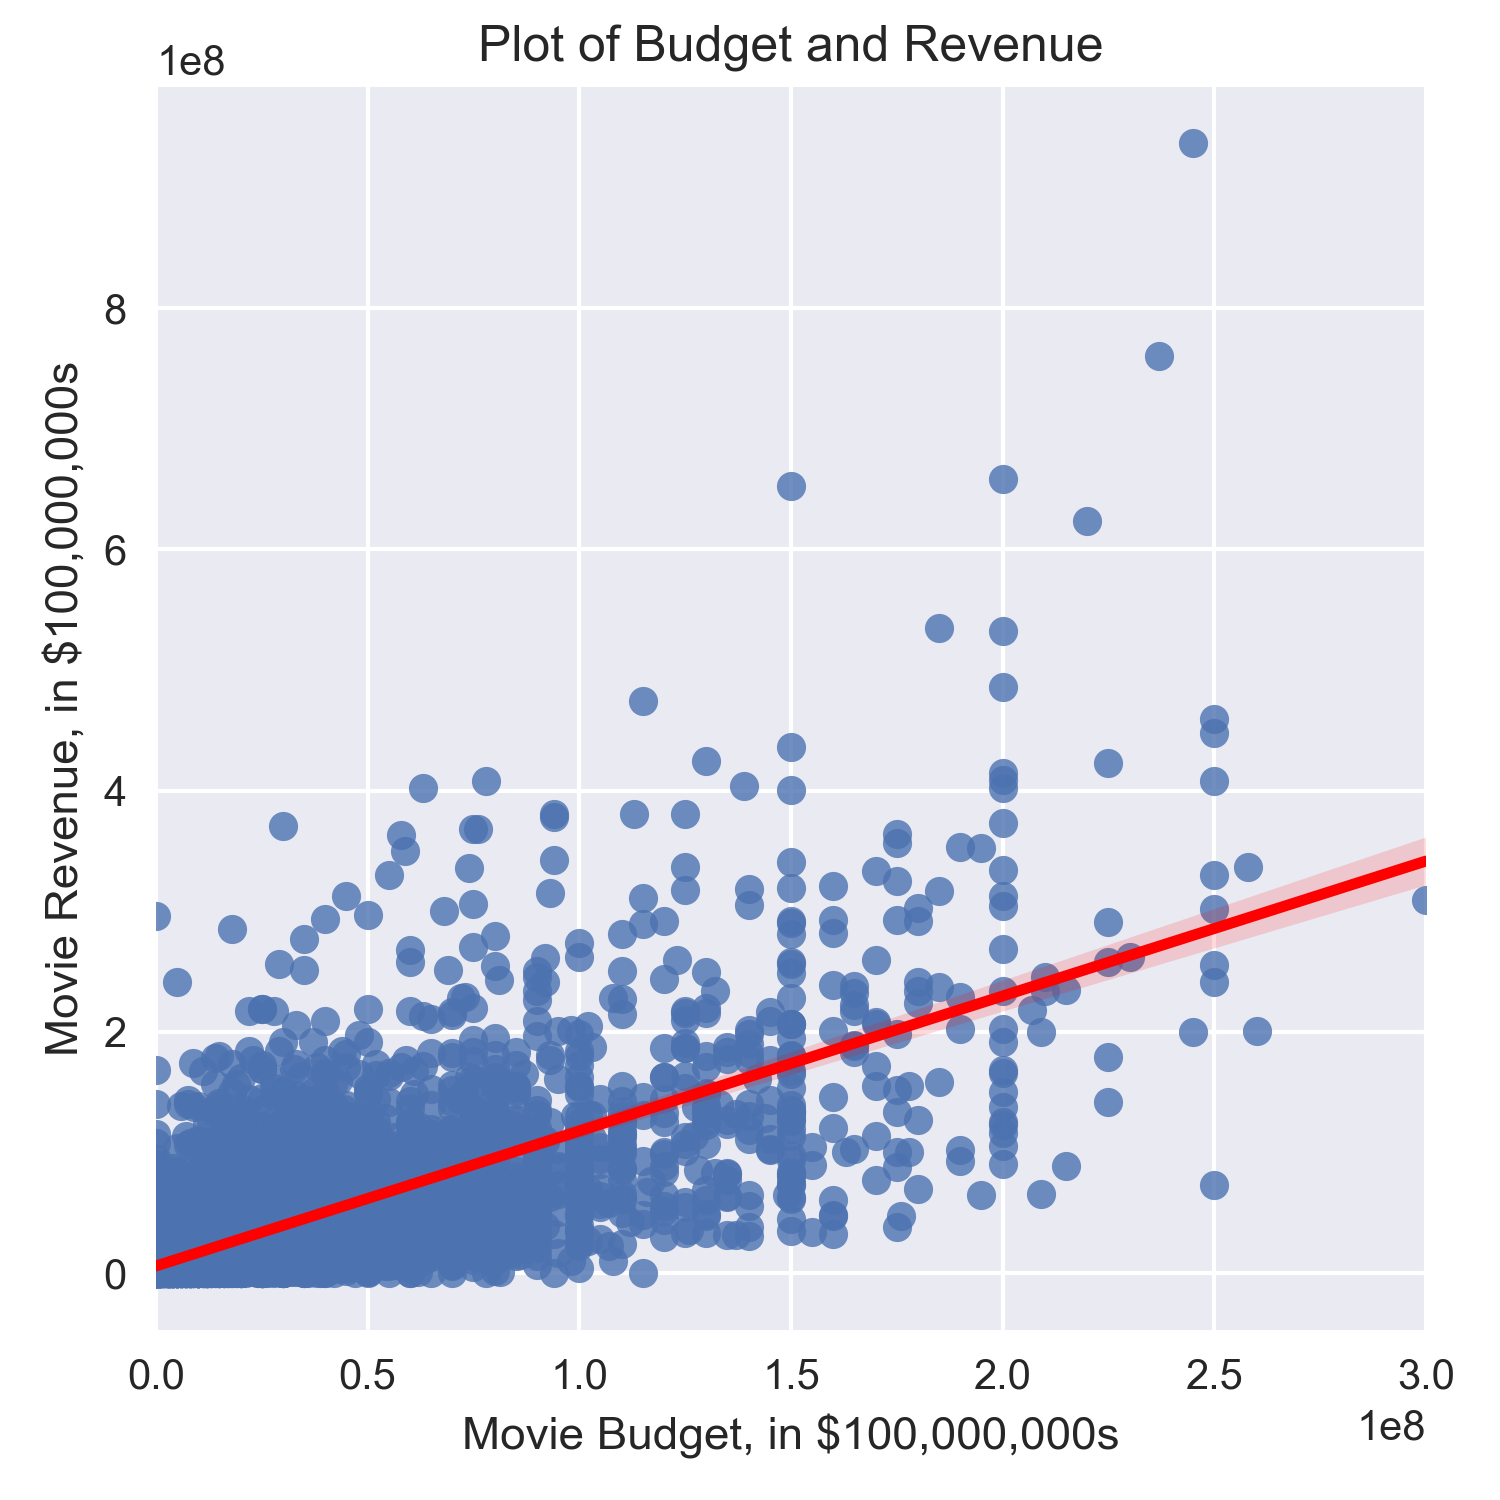 Plot of Budget and Revenue
1e8
8
6
4
2
0
Movie Revenue, in $100,000,000s
0.0 0.5 1.0 1.5 2.0 2.5 3.0
1e8
Movie Budget, in $100,000,000s